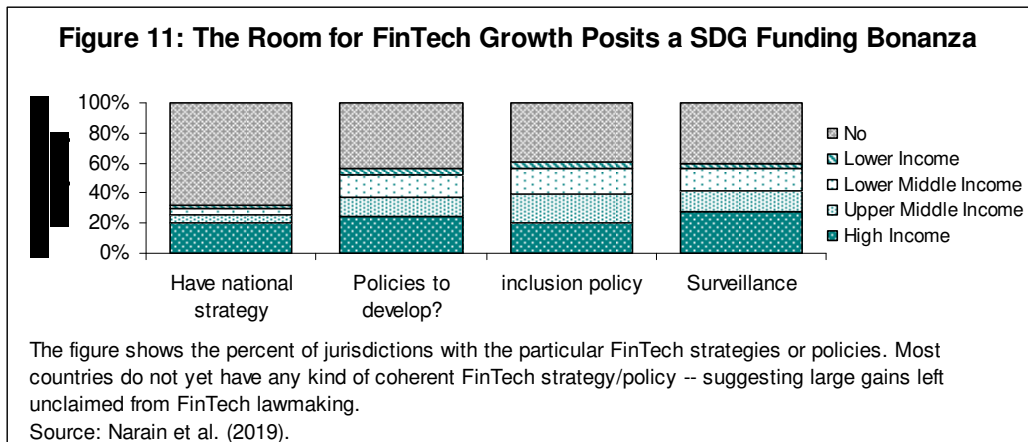 Figure 11: The Room for FinTech Growth Posits a SDG Funding Bonanza
100%
80%
60%
40%
20%
0%
Have national
strategy
Policies to
develop?
inclusion policy
Surveillance
No
Lower Income
Lower Middle Income
Upper Middle Income
High Income
The figure shows the percent of jurisdictions with the particular FinTech strategies or policies. Most
countries do not yet have any kind of coherent FinTech strategy/policy -- suggesting large gains left
unclaimed from FinTech lawmaking.
Source: Narain et al. (2019).